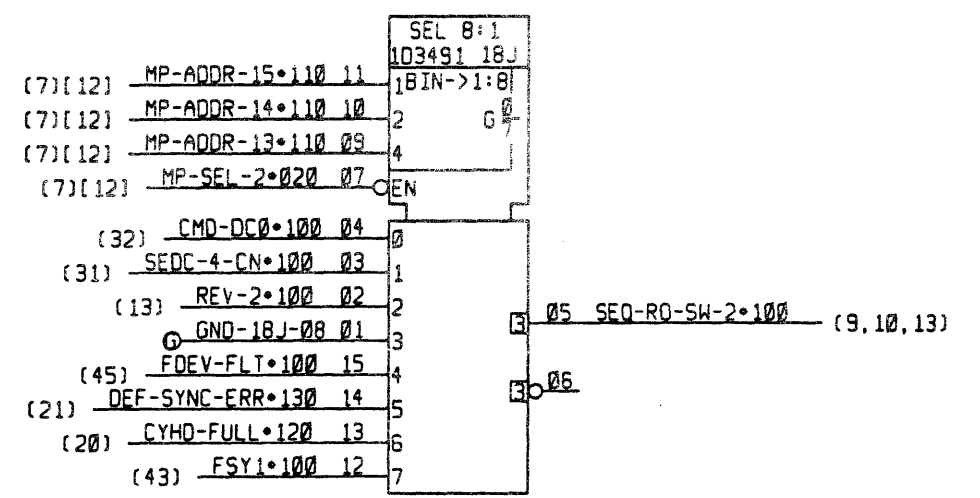 SEL 8:1
103491 18J
(7)[12] MP-ADDR-15•110 11 1 BIN->1:8
(7)[12] MP-ADDR-14•110 10 2 G 0/7
(7)[12] MP-ADDR-13•110 09 4
(7)[12] MP-SEL-2•020 07 EN
(32) CMD-DC0•100 04 0
(31) SEDC-4-CN•100 03 1
(13) REV-2•100 02 2
G GND-18J-08 01 3
3 05 SEQ-RO-SW-2•100 (9,10,13)
(45) FDEV-FLT•100 15 4
3 06
(21) DEF-SYNC-ERR•130 14 5
(20) CYHD-FULL•120 13 6
(43) FSY1•100 12 7